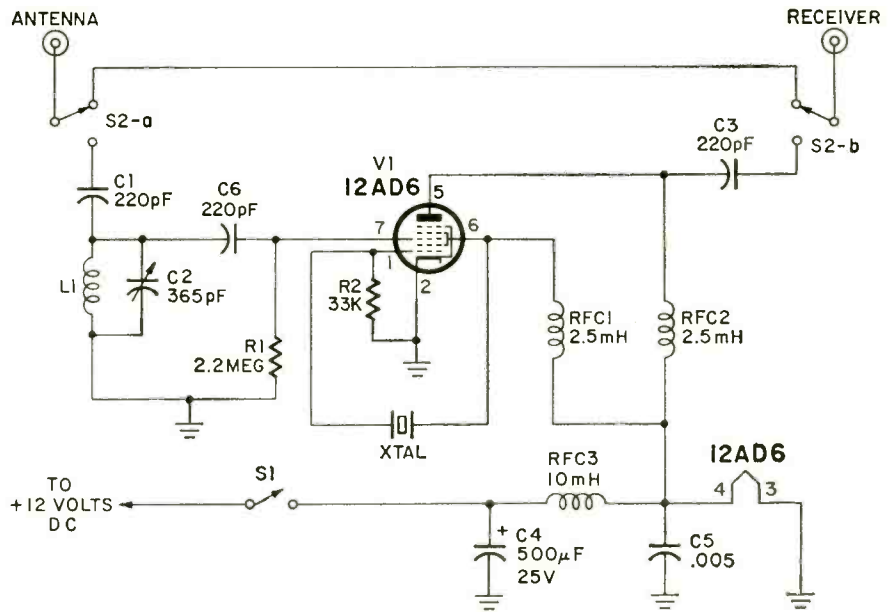 ANTENNA
RECEIVER
S2-a
S2-b
C3
220pF
V1
12AD6
C1
220pF
C6
220pF
5
7
6
1
2
L1
C2
365pF
R2
33K
R1
2.2MEG
RFC1
2.5mH
RFC2
2.5mH
XTAL
RFC3
10mH
12AD6
4
3
TO
+12 VOLTS
DC
S1
+
C4
500µF
25V
C5
.005